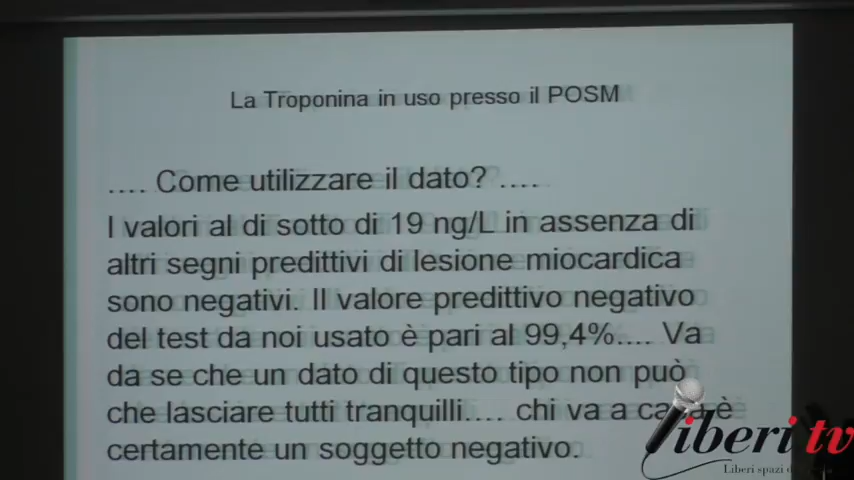 La Troponina in uso presso il POSM
.... Come utilizzare il dato? ....
I valori al di sotto di 19 ng/L in assenza di
altri segni predittivi di lesione miocardica
sono negativi. Il valore predittivo negativo
del test da noi usato è pari al 99,4%.... Va
da se che un dato di questo tipo non può
che lasciare tutti tranquilli.... chi va a casa è
certamente un soggetto negativo.
liberi tv
Liberi spazi